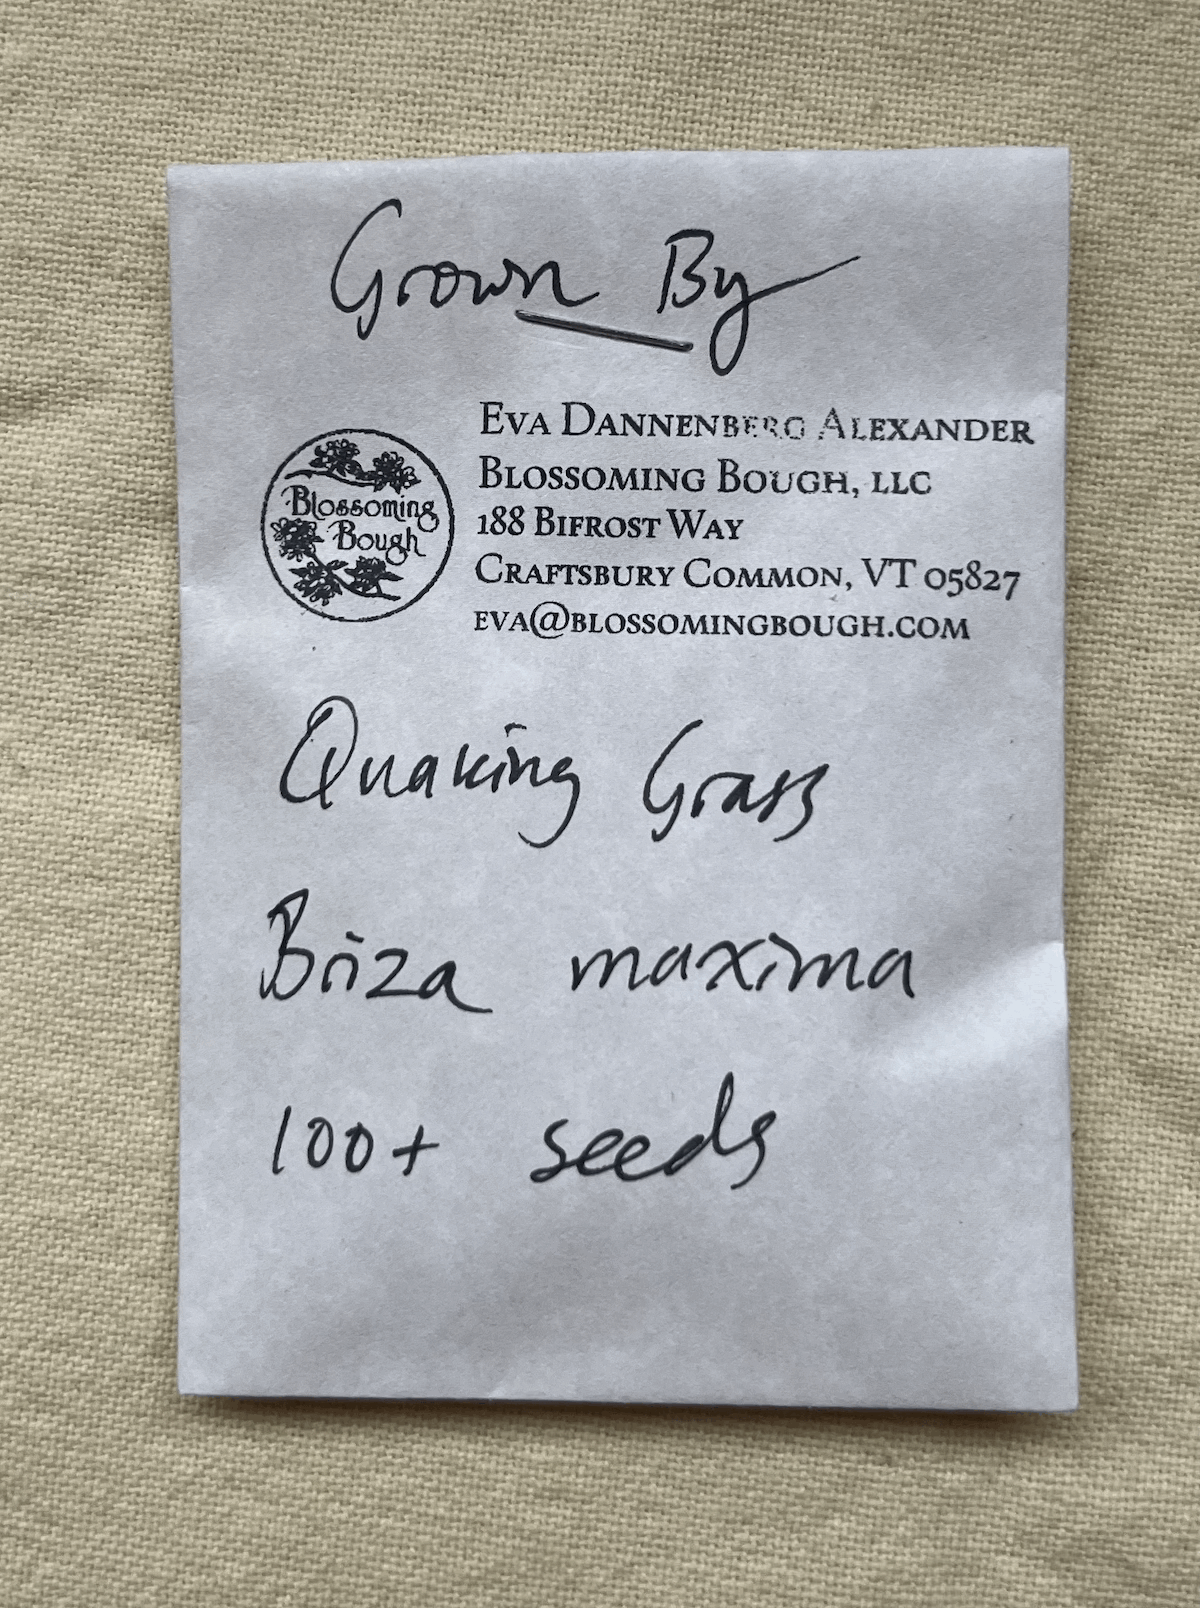 Grown By
Blossoming
Bough
EVA DANNENBERG ALEXANDER
BLOSSOMING BOUGH, LLC
188 BIFROST WAY
CRAFTSBURY COMMON, VT 05827
EVA@BLOSSOMINGBOUGH.COM
Quaking Grass
Briza maxima
100+ seeds